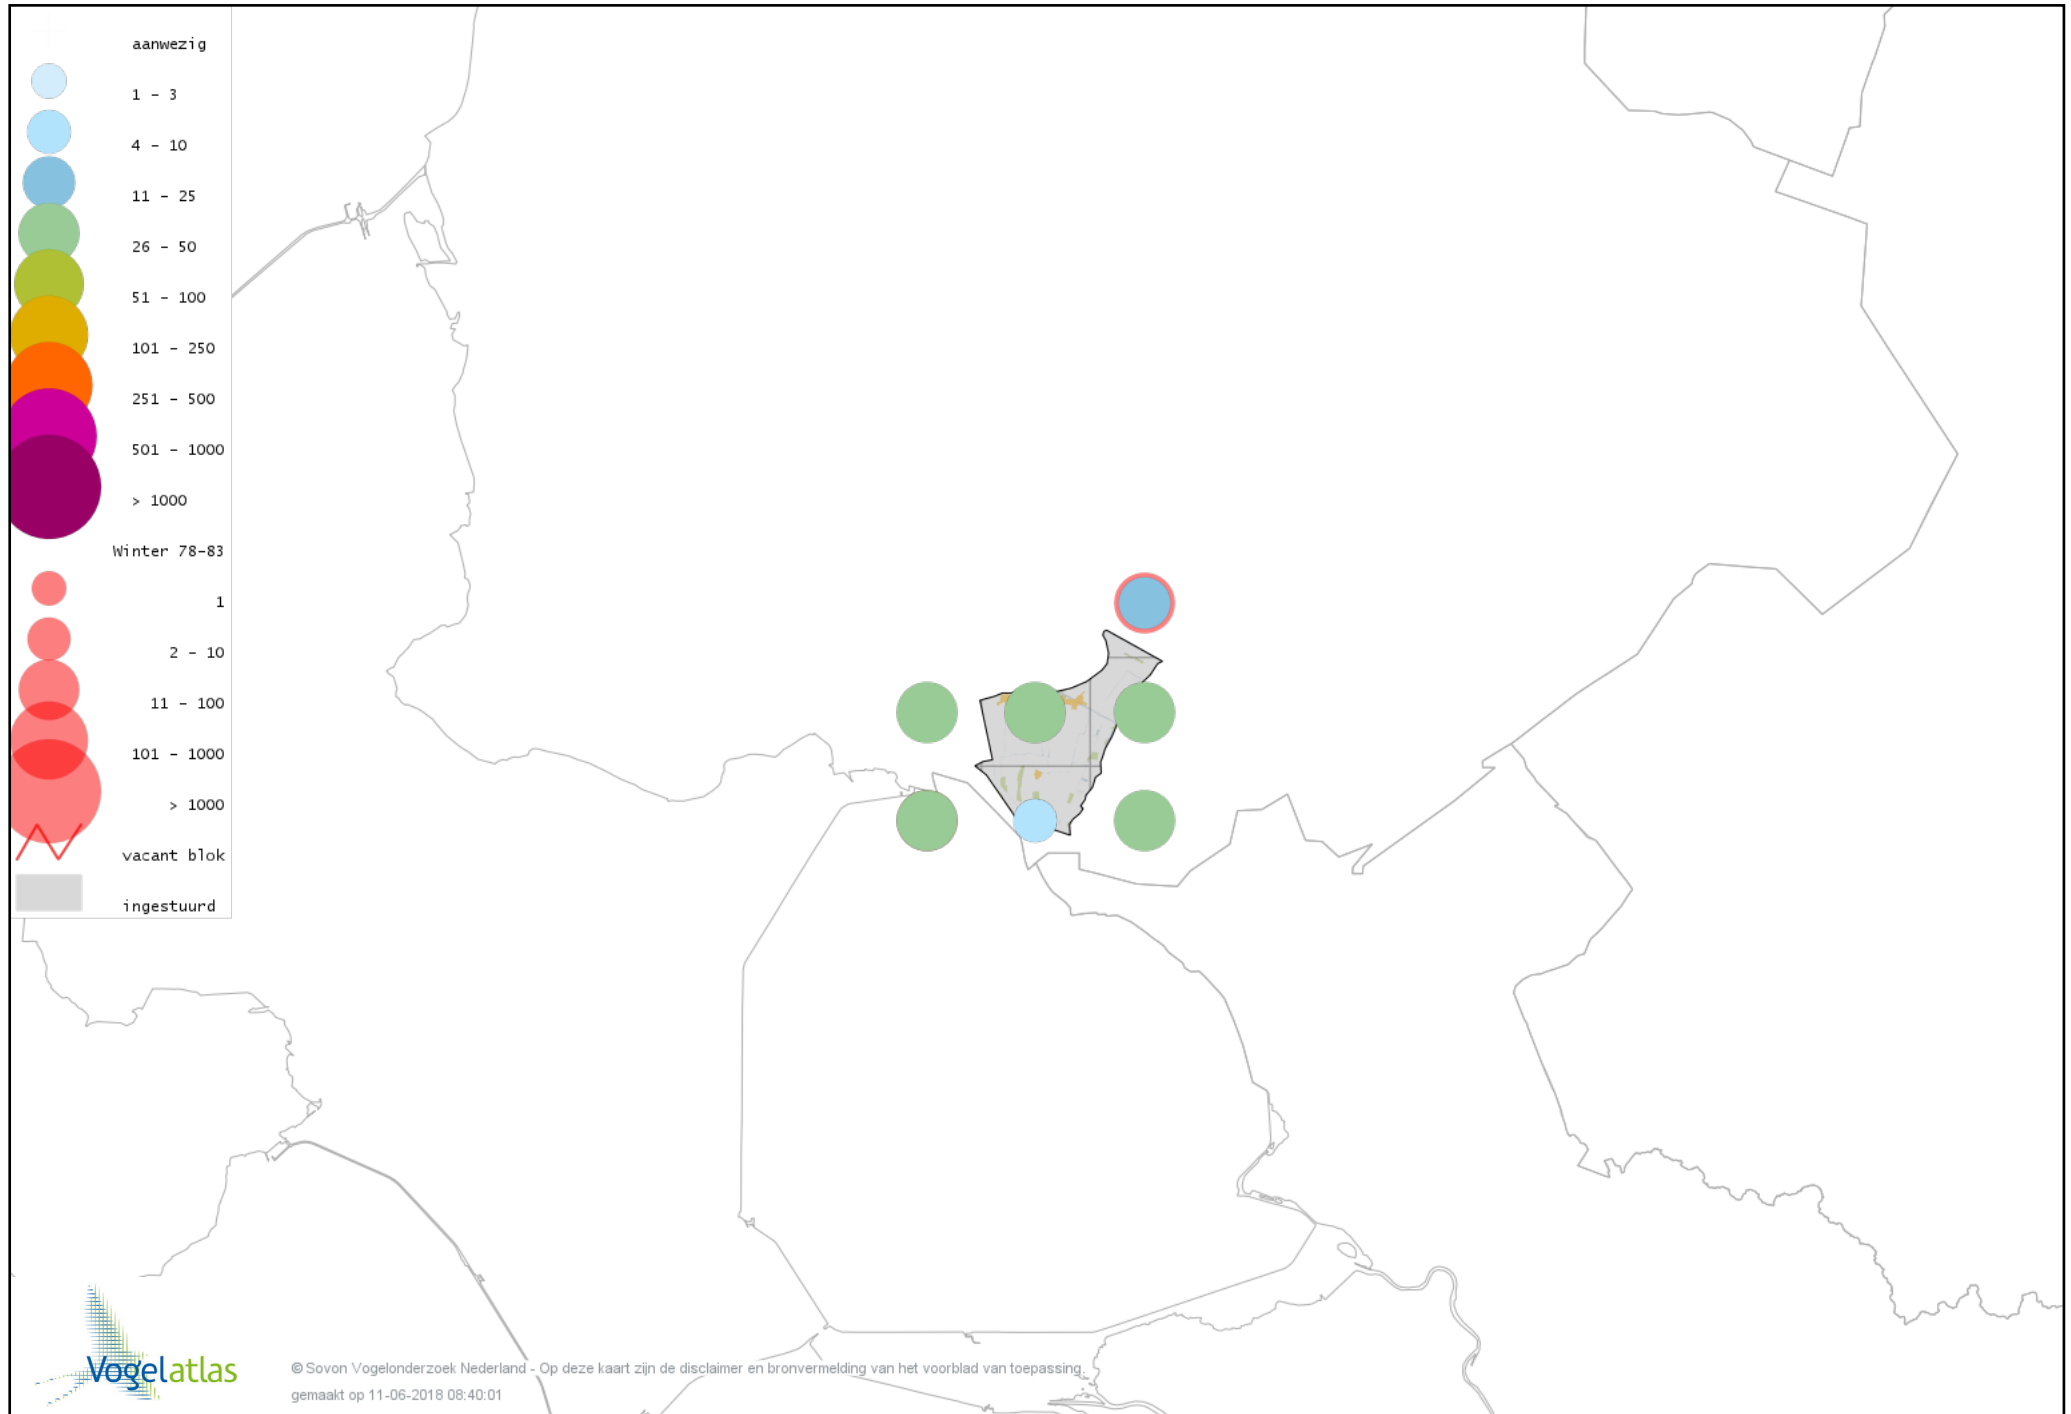 aanwezig
1 - 3
4 - 10
11 - 25
26 - 50
51 - 100
101 - 250
251 - 500
501 - 1000
> 1000
Winter 78-83
1
2 - 10
11 - 100
101 - 1000
> 1000
vacant blok
ingestuurd
Vogelatlas
© Sovon Vogelonderzoek Nederland - Op deze kaart zijn de disclaimer en bronvermelding van het voorblad van toepassing.
gemaakt op 11-06-2018 08:40:01